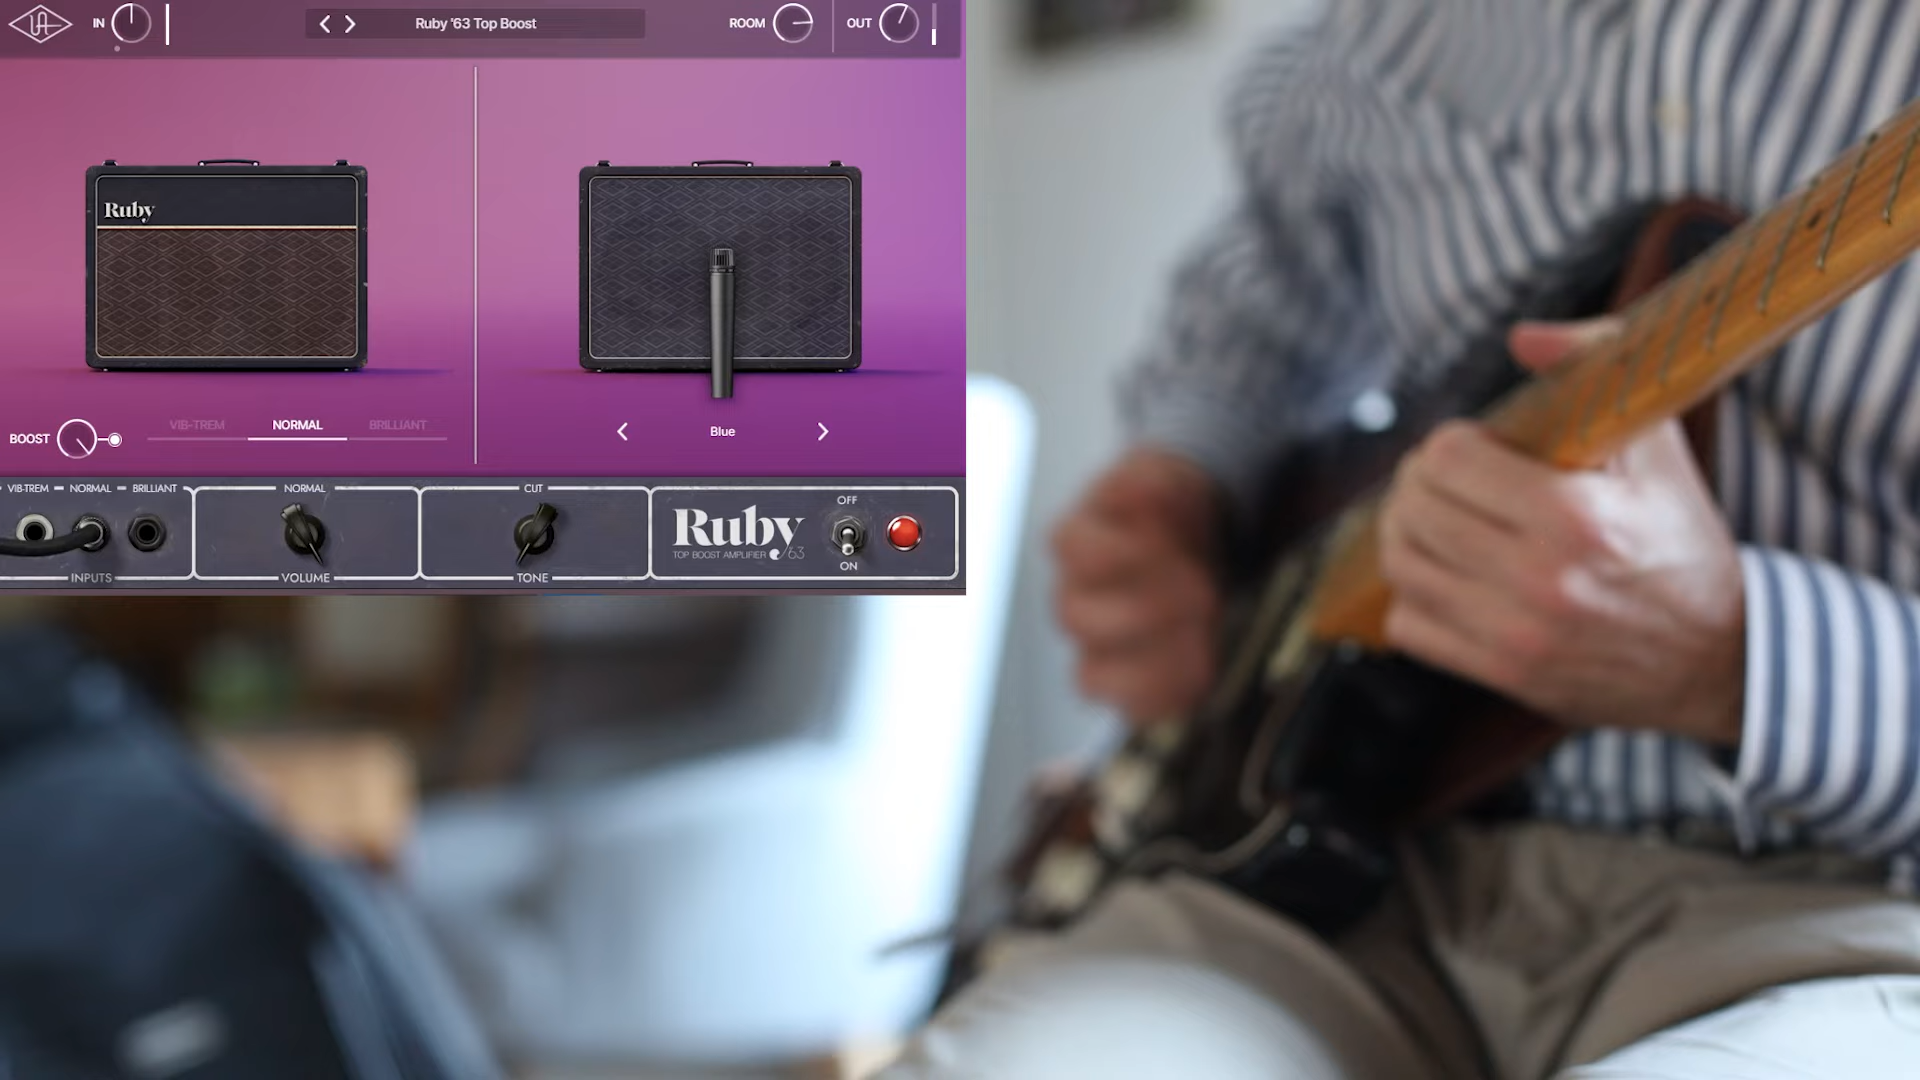 UA IN Ruby '63 Top Boost ROOM OUT
Ruby
BOOST VIB-TREM NORMAL BRILLIANT
Blue
VIB-TREM NORMAL BRILLIANT NORMAL CUT
Ruby OFF
TOP BOOST AMPLIFIER '63
ON
INPUTS VOLUME TONE